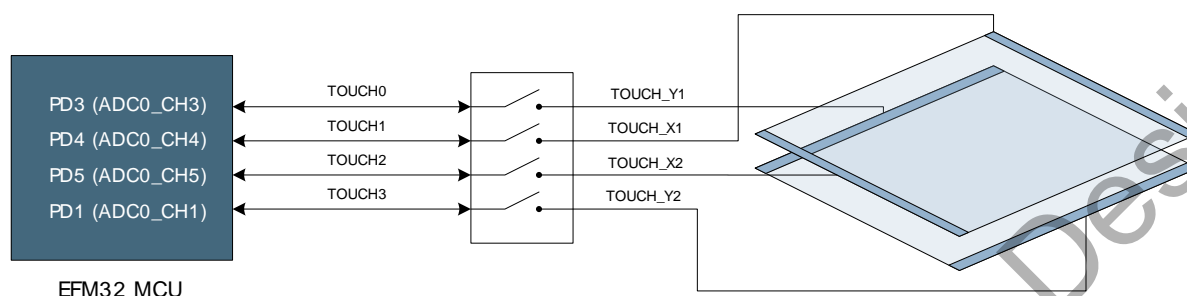 PD3 (ADC0_CH3)
PD4 (ADC0_CH4)
PD5 (ADC0_CH5)
PD1 (ADC0_CH1)
EFM32 MCU
TOUCH0
TOUCH1
TOUCH2
TOUCH3
TOUCH_Y1
TOUCH_X1
TOUCH_X2
TOUCH_Y2